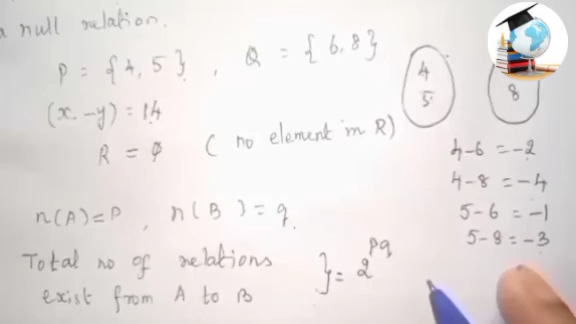 a null relation.
P = {4, 5} , Q = {6, 8}
(x - y) = 14
R = φ ( no element in R)
4
5
8
4-6 = -2
4-8 = -4
5-6 = -1
5-8 = -3
n(A) = P , n(B) = q.
Total no of relations
exist from A to B } = 2^pq